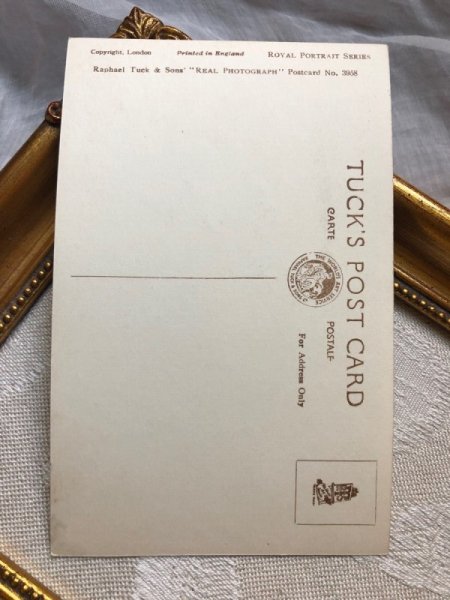 Copyright, London Printed in England ROYAL PORTRAIT SERIES
Raphael Tuck & Sons' "REAL PHOTOGRAPH" Postcard No. 3958
TUCK'S POST CARD
CARTE POSTALE
For Address Only